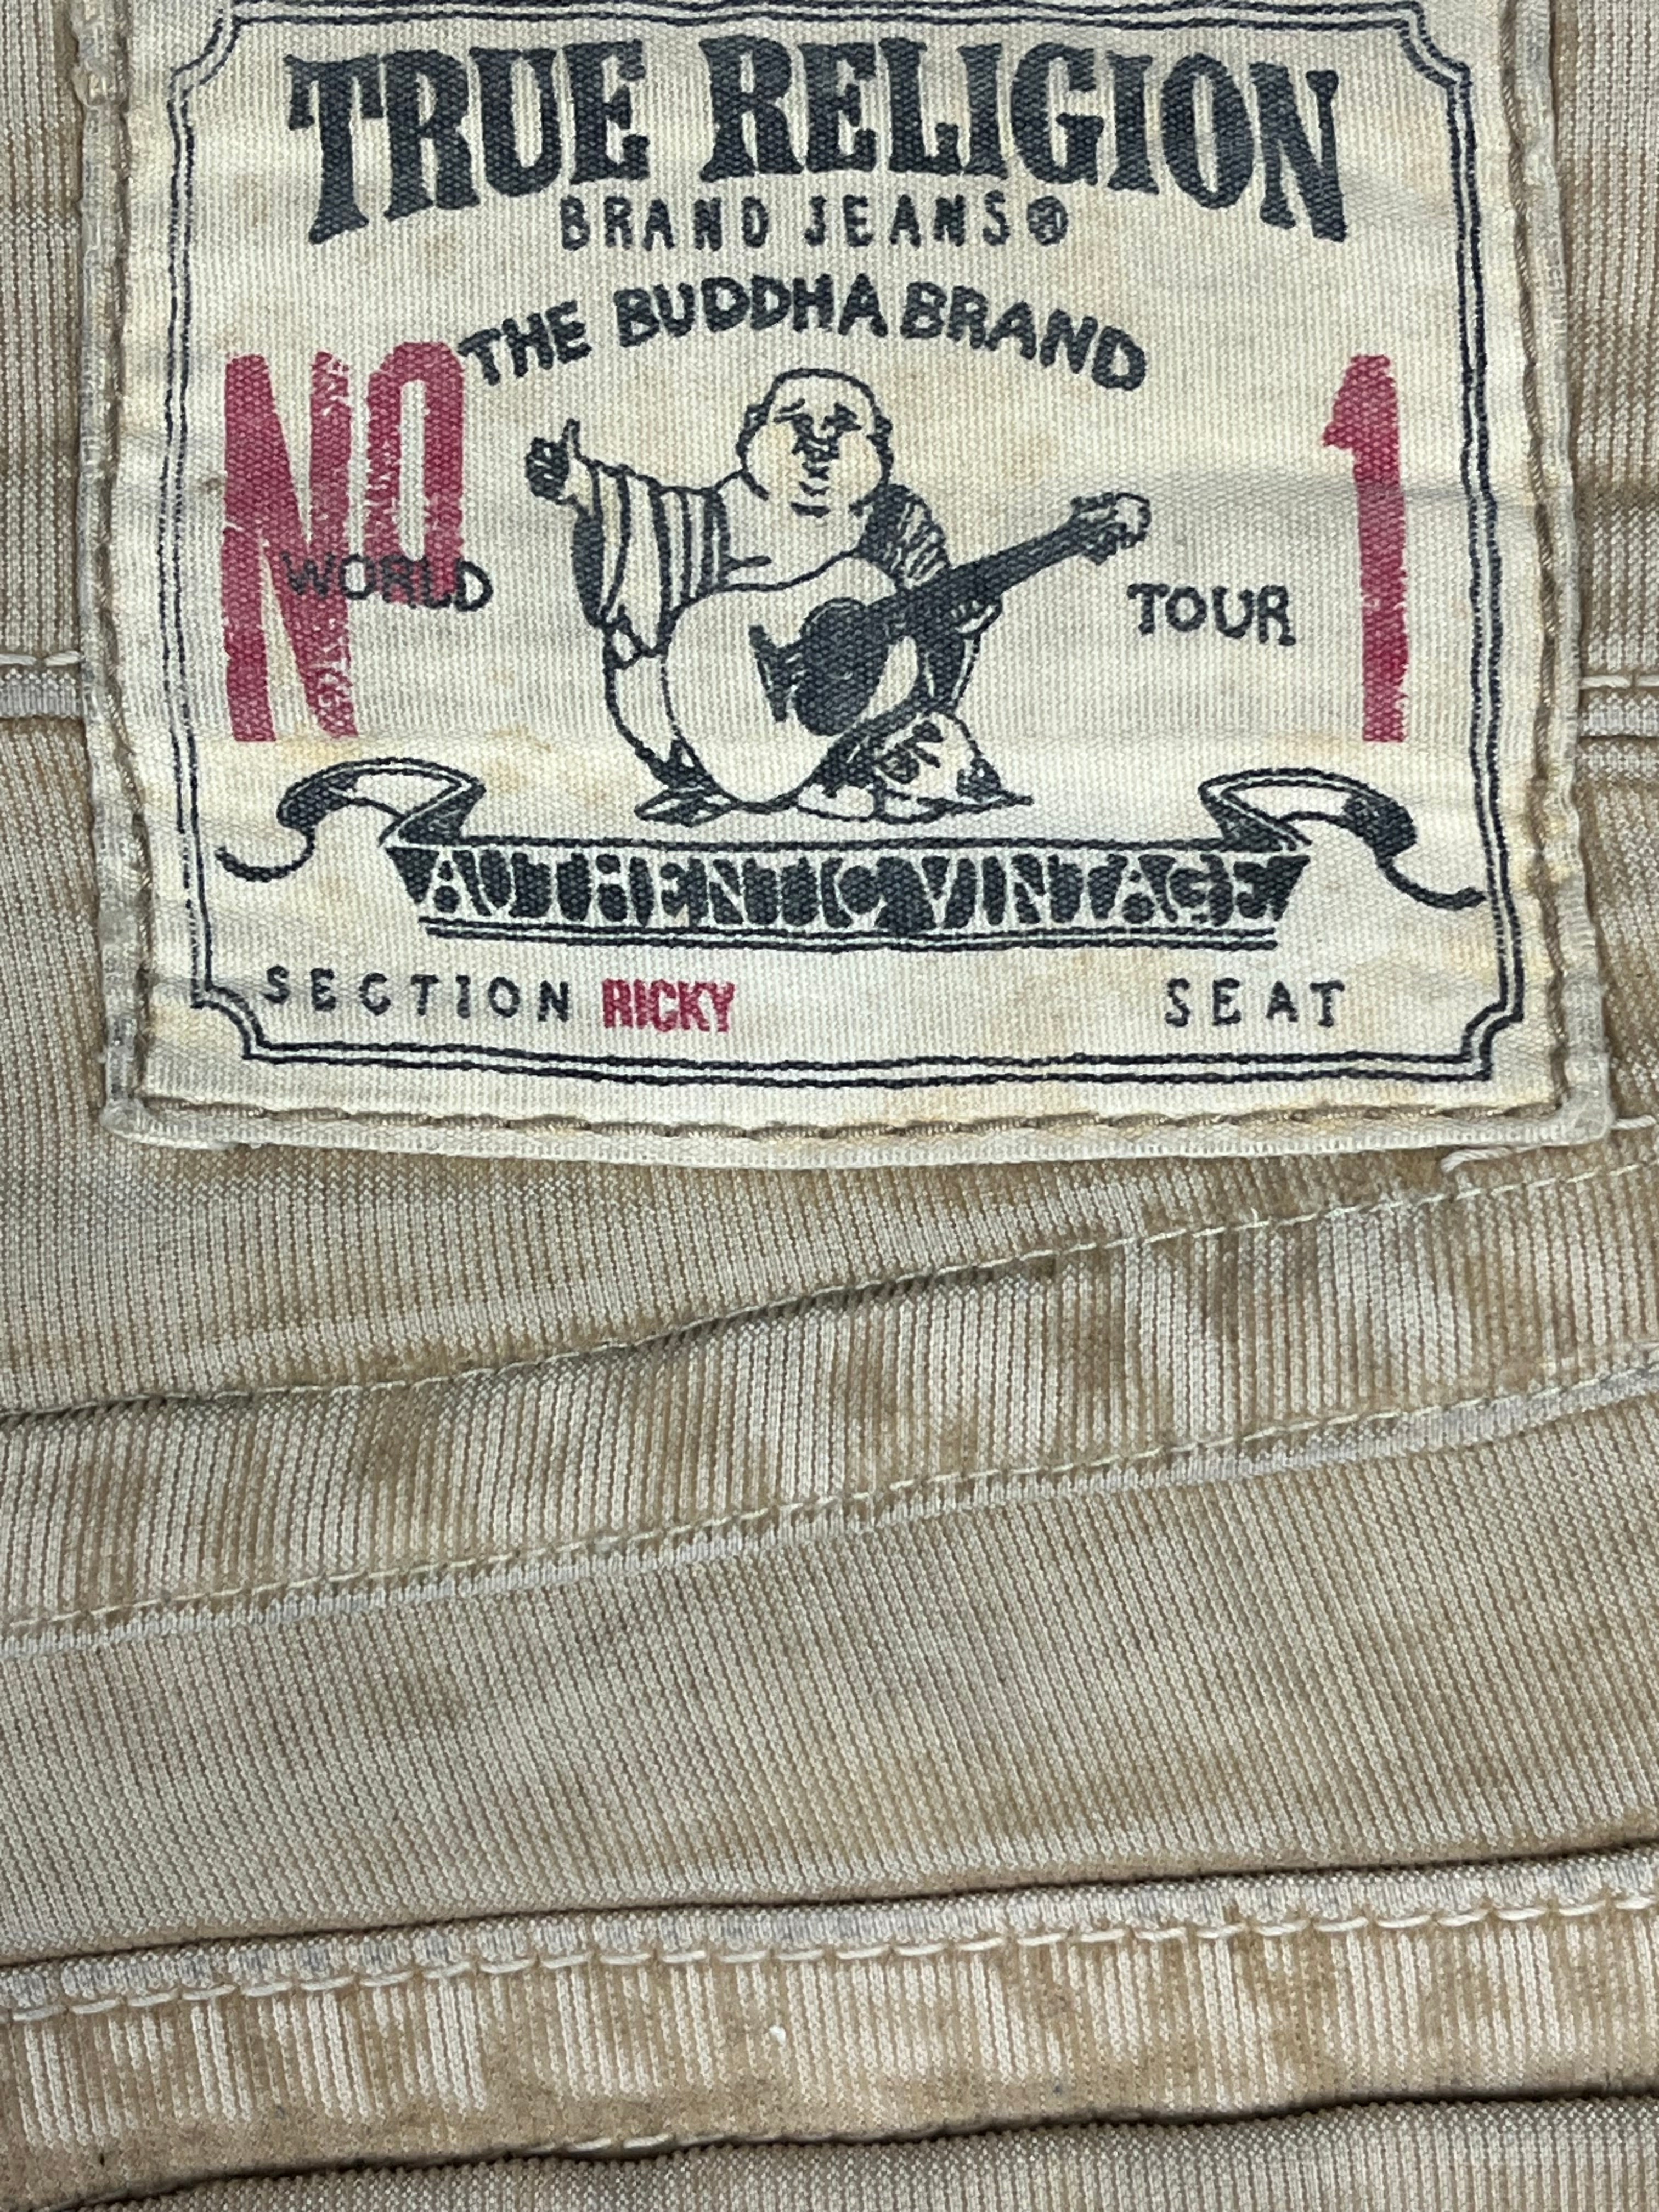 TRUE RELIGION
BRAND JEANS®
THE BUDDHA BRAND
NO 1
WORLD TOUR
AUTHENTIC VINTAGE
SECTION RICKY SEAT